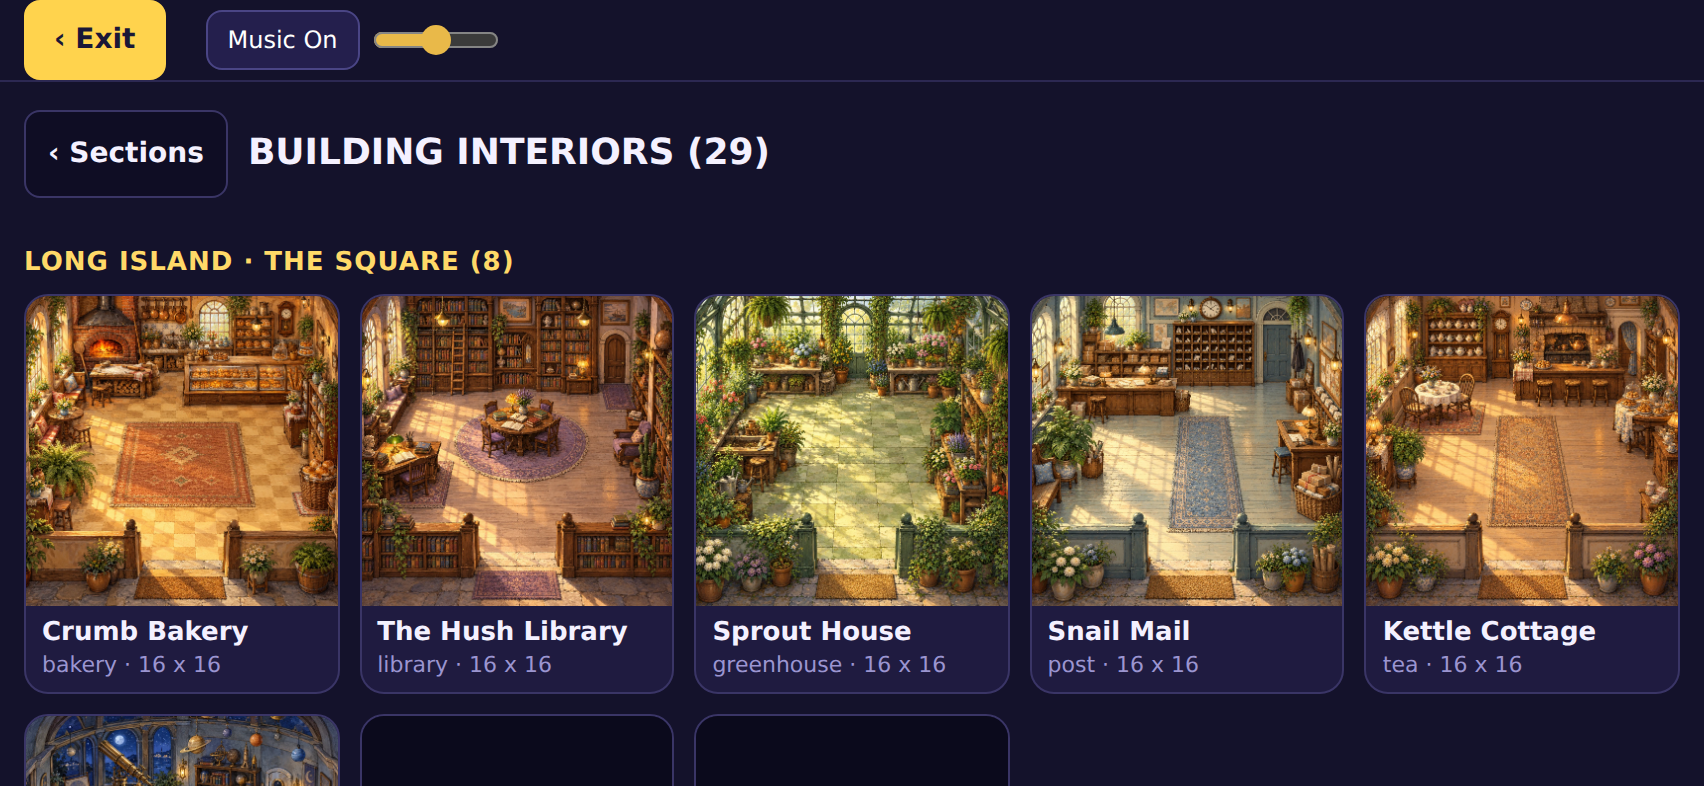 ‹ Exit
Music On
‹ Sections
BUILDING INTERIORS (29)
LONG ISLAND · THE SQUARE (8)
Crumb Bakery
bakery · 16 x 16
The Hush Library
library · 16 x 16
Sprout House
greenhouse · 16 x 16
Snail Mail
post · 16 x 16
Kettle Cottage
tea · 16 x 16